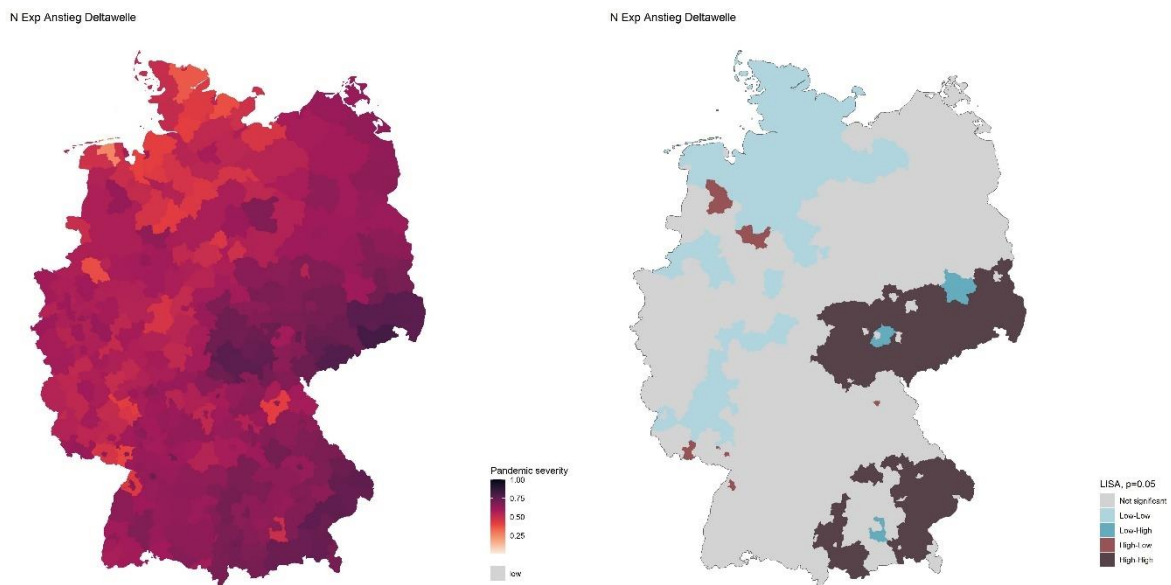 N Exp Anstieg Deltawelle
Pandemic severity
1.00
0.75
0.50
0.25
low
N Exp Anstieg Deltawelle
LISA, p=0.05
Not significant
Low-Low
Low-High
High-Low
High-High